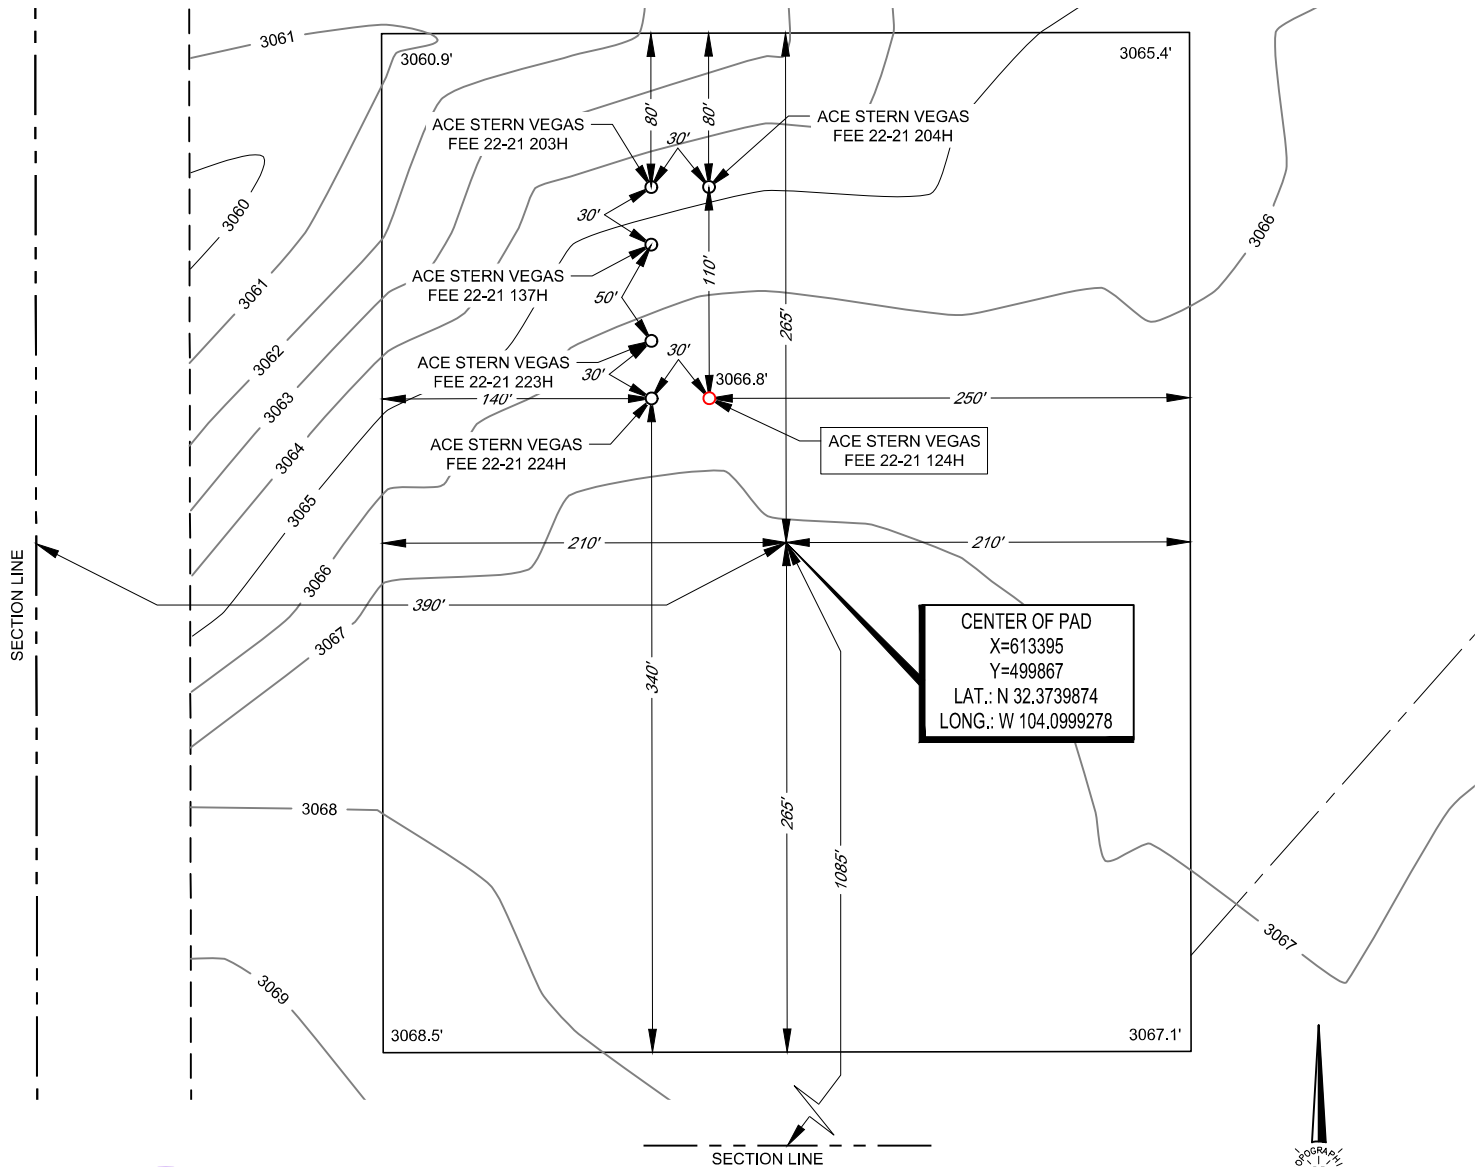 3061
3060.9'
3065.4'
80'
80'
ACE STERN VEGAS
FEE 22-21 203H
ACE STERN VEGAS
FEE 22-21 204H
30'
3060
30'
3066
ACE STERN VEGAS
FEE 22-21 137H
110'
3061
50'
265'
3062
ACE STERN VEGAS
FEE 22-21 223H
30'
30'
3066.8'
3063
140'
250'
ACE STERN VEGAS
FEE 22-21 224H
ACE STERN VEGAS
FEE 22-21 124H
3064
3065
210'
210'
3066
390'
SECTION LINE
3067
340'
CENTER OF PAD
X=613395
Y=499867
LAT.: N 32.3739874
LONG.: W 104.0999278
3068
265'
1085'
3067
3069
3068.5'
3067.1'
SECTION LINE